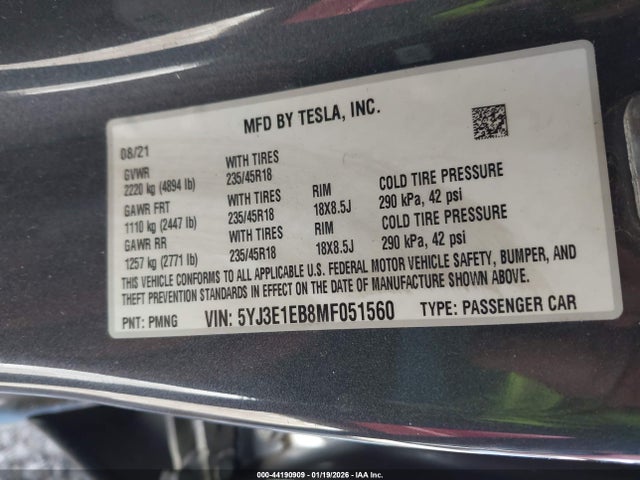 MFD BY TESLA, INC.
08/21
GVWR WITH TIRES
2220 kg (4894 lb) 235/45R18
GAWR FRT WITH TIRES RIM COLD TIRE PRESSURE
1110 kg (2447 lb) 235/45R18 18X8.5J 290 kPa, 42 psi
GAWR RR WITH TIRES RIM COLD TIRE PRESSURE
1257 kg (2771 lb) 235/45R18 18X8.5J 290 kPa, 42 psi
THIS VEHICLE CONFORMS TO ALL APPLICABLE U.S. FEDERAL MOTOR VEHICLE SAFETY, BUMPER, AND
THEFT PREVENTION STANDARDS IN EFFECT ON THE DATE OF MANUFACTURE SHOWN ABOVE.
PNT: PMNG VIN: 5YJ3E1EB8MF051560 TYPE: PASSENGER CAR
000-44190909 - 01/19/2026 - IAA Inc.